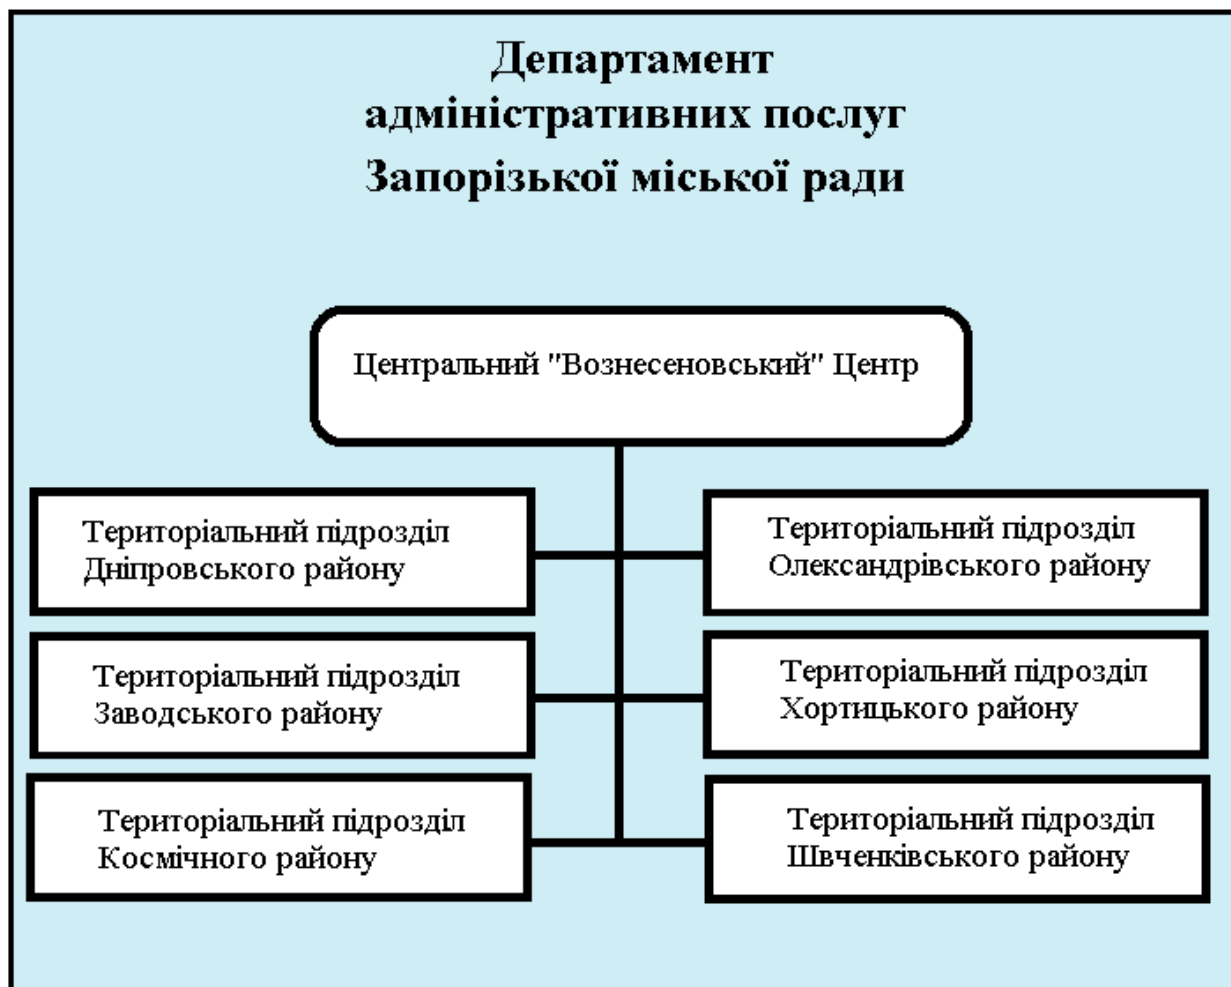 Департамент
адміністративних послуг
Запорізької міської ради
Центральний "Вознесеновський" Центр
Територіальний підрозділ
Дніпровського району
Територіальний підрозділ
Олександрівського району
Територіальний підрозділ
Заводського району
Територіальний підрозділ
Хортицького району
Територіальний підрозділ
Космічного району
Територіальний підрозділ
Швченківського району